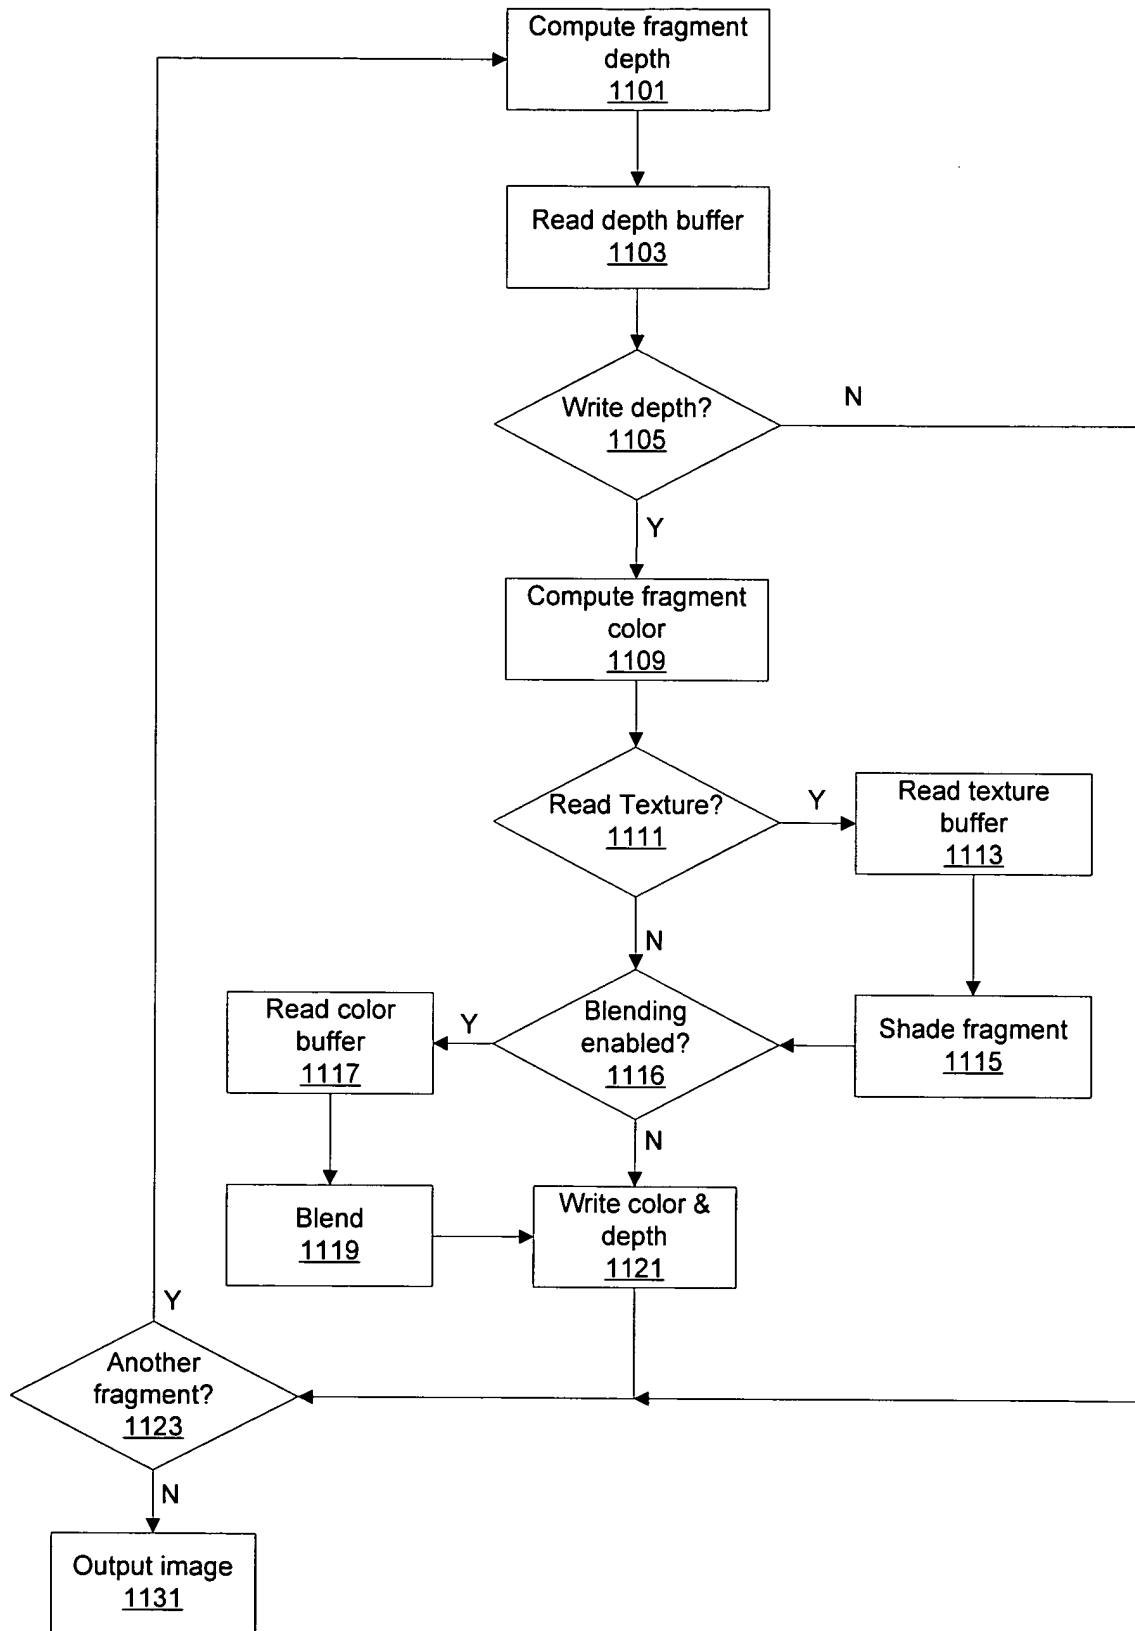 Compute fragment
depth
1101
Read depth buffer
1103
Write depth?
1105
N
Y
Compute fragment
color
1109
Read Texture?
1111
Y
Read texture
buffer
1113
N
Read color
buffer
1117
Y
Blending
enabled?
1116
Shade fragment
1115
N
Blend
1119
Write color &
depth
1121
Y
Another
fragment?
1123
N
Output image
1131